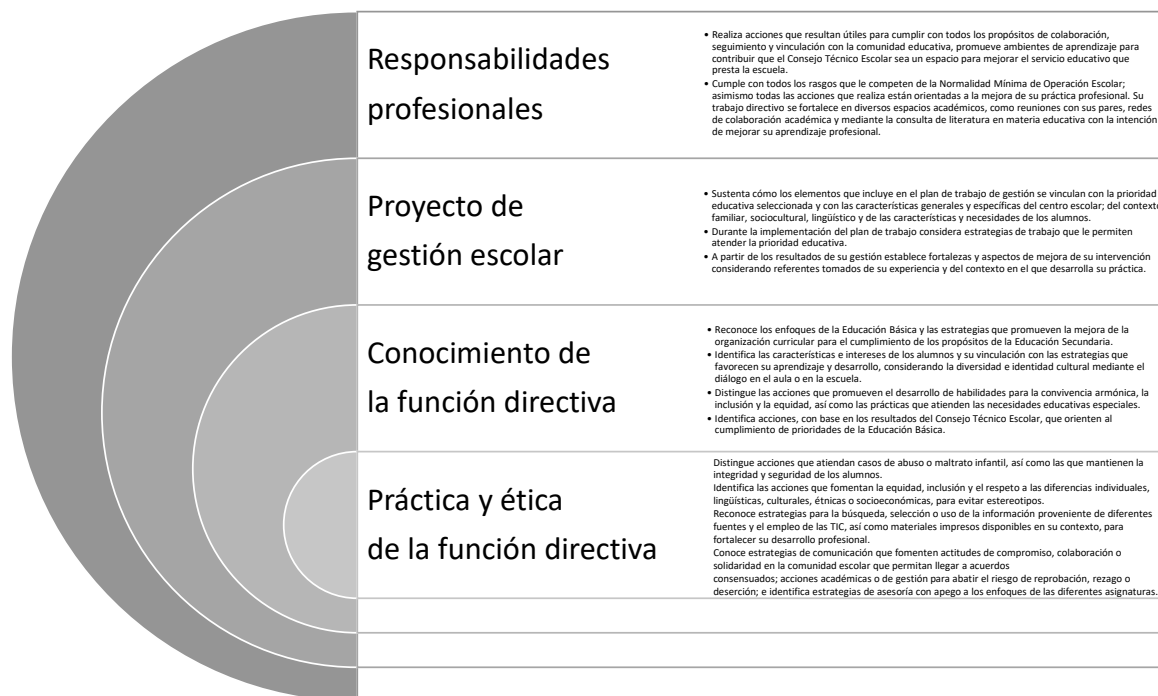 Responsabilidades
profesionales
• Realiza acciones que resultan útiles para cumplir con todos los propósitos de colaboración,
seguimiento y vinculación con la comunidad educativa, promueve ambientes de aprendizaje para
contribuir que el Consejo Técnico Escolar sea un espacio para mejorar el servicio educativo que
presta la escuela.
• Cumple con todos los rasgos que le competen de la Normalidad Mínima de Operación Escolar;
asimismo todas las acciones que realiza están orientadas a la mejora de su práctica profesional. Su
trabajo directivo se fortalece en diversos espacios académicos, como reuniones con sus pares, redes
de colaboración académica y mediante la consulta de literatura en materia educativa con la intención
de mejorar su aprendizaje profesional.
Proyecto de
gestión escolar
• Sustenta cómo los elementos que incluye en el plan de trabajo de gestión se vinculan con la prioridad
educativa seleccionada y con las características generales y específicas del centro escolar; del contexto
familiar, sociocultural, lingüístico y de las características y necesidades de los alumnos.
• Durante la implementación del plan de trabajo considera estrategias de trabajo que le permiten
atender la prioridad educativa.
• A partir de los resultados de su gestión establece fortalezas y aspectos de mejora de su intervención
considerando referentes tomados de su experiencia y del contexto en el que desarrolla su práctica.
Conocimiento de
la función directiva
• Reconoce los enfoques de la Educación Básica y las estrategias que promueven la mejora de la
organización curricular para el cumplimiento de los propósitos de la Educación Secundaria.
• Identifica las características e intereses de los alumnos y su vinculación con las estrategias que
favorecen su aprendizaje y desarrollo, considerando la diversidad e identidad cultural mediante el
diálogo en el aula o en la escuela.
• Distingue las acciones que promueven el desarrollo de habilidades para la convivencia armónica, la
inclusión y la equidad, así como las prácticas que atienden las necesidades educativas especiales.
• Identifica acciones, con base en los resultados del Consejo Técnico Escolar, que orienten al
cumplimiento de prioridades de la Educación Básica.
Práctica y ética
de la función directiva
Distingue acciones que atiendan casos de abuso o maltrato infantil, así como las que mantienen la
integridad y seguridad de los alumnos.
Identifica las acciones que fomentan la equidad, inclusión y el respeto a las diferencias individuales,
lingüísticas, culturales, étnicas o socioeconómicas, para evitar estereotipos.
Reconoce estrategias para la búsqueda, selección o uso de la información proveniente de diferentes
fuentes y el empleo de las TIC, así como materiales impresos disponibles en su contexto, para
fortalecer su desarrollo profesional.
Conoce estrategias de comunicación que fomenten actitudes de compromiso, colaboración o
solidaridad en la comunidad escolar que permitan llegar a acuerdos
consensuados; acciones académicas o de gestión para abatir el riesgo de reprobación, rezago o
deserción; e identifica estrategias de asesoría con apego a los enfoques de las diferentes asignaturas.